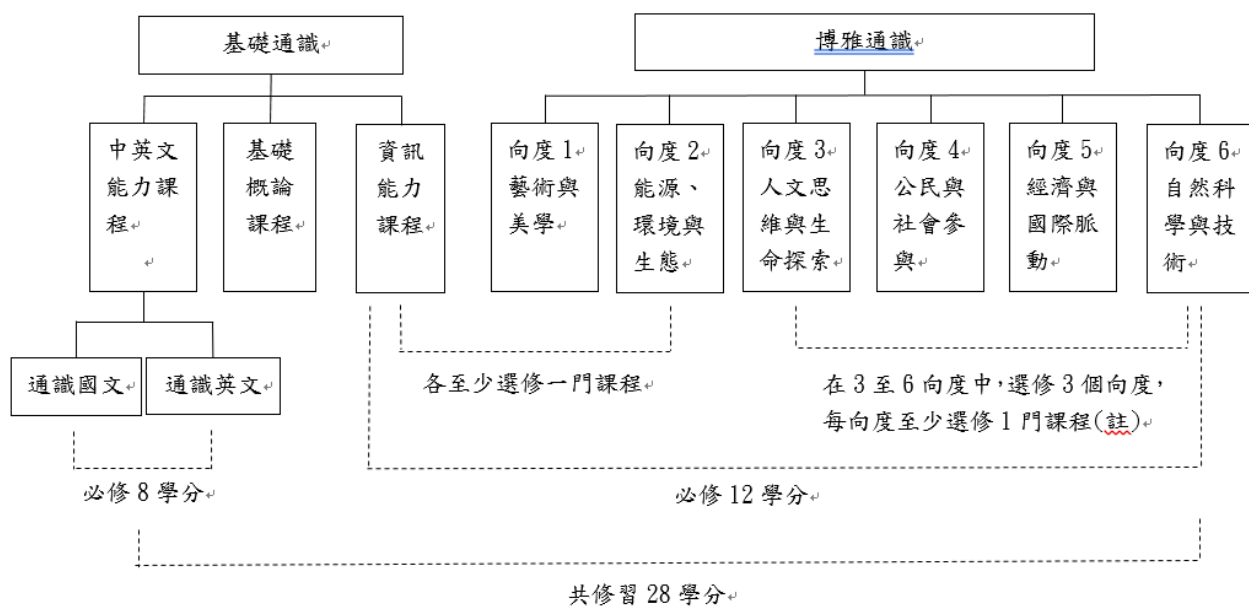 基礎通識
博雅通識
中英文
能力課
程
基礎
概論
課程
資訊
能力
課程
向度 1
藝術與
美學
向度 2
能源、
環境與
生態
向度 3
人文思
維與生
命探索
向度 4
公民與
社會參
與
向度 5
經濟與
國際脈
動
向度 6
自然科
學與技
術
通識國文
通識英文
各至少選修一門課程
在 3 至 6 向度中,選修 3 個向度,
每向度至少選修 1 門課程(註)
必修 8 學分
必修 12 學分
共修習 28 學分